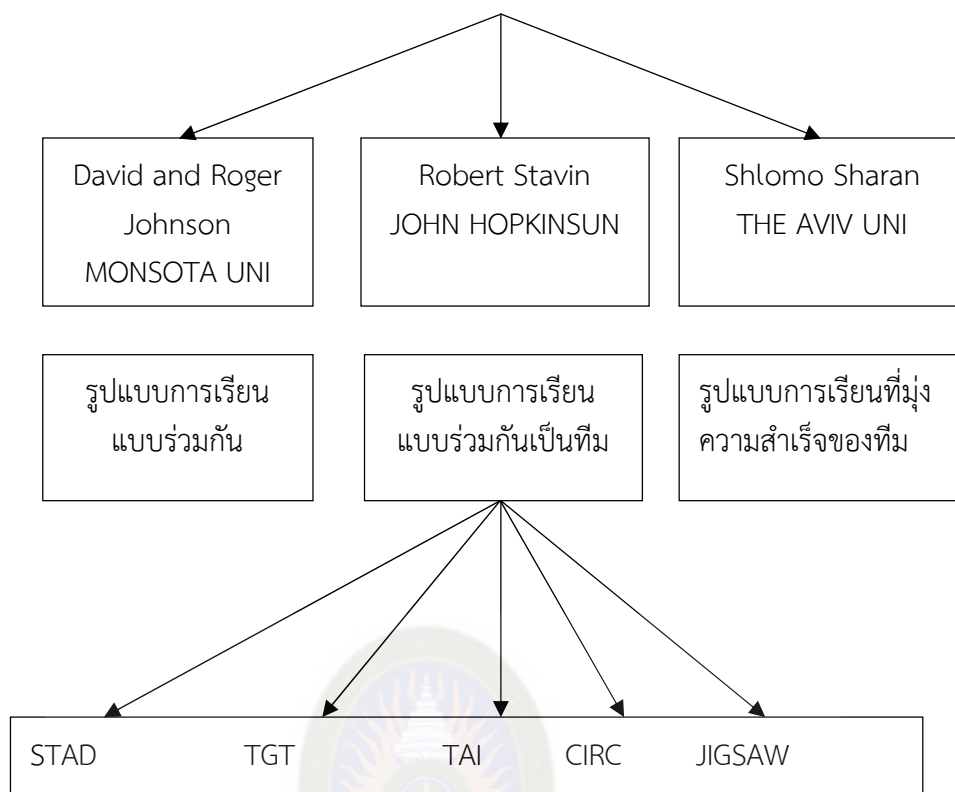 David and Roger
Johnson
MONSOTA UNI
Robert Stavin
JOHN HOPKINSUN
Shlomo Sharan
THE AVIV UNI
รูปแบบการเรียน
แบบร่วมกัน
รูปแบบการเรียน
แบบร่วมกันเป็นทีม
รูปแบบการเรียนที่มุ่ง
ความสำเร็จของทีม
STAD TGT TAI CIRC JIGSAW